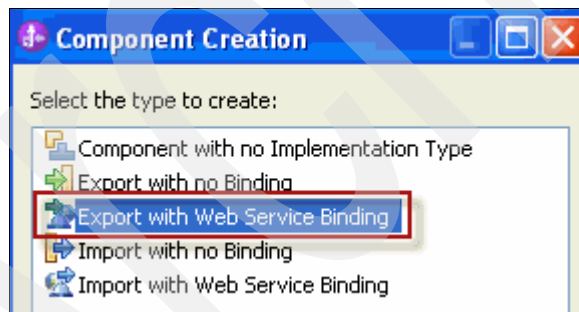 Component Creation
Select the type to create:
Component with no Implementation Type
Export with no Binding
Export with Web Service Binding
Import with no Binding
Import with Web Service Binding